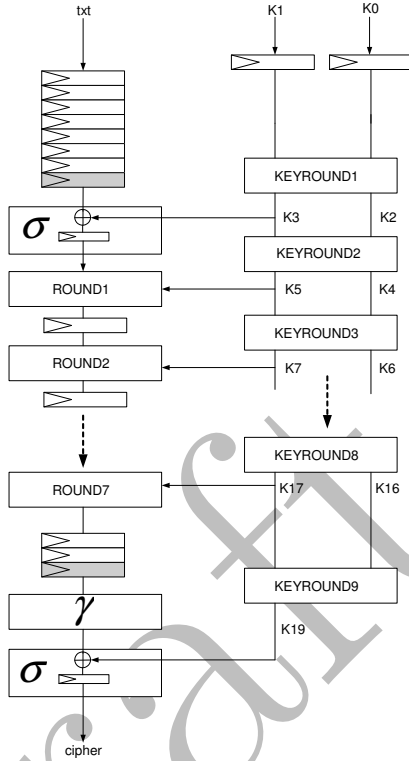 txt
K1
K0
KEYROUND1
σ
K3
K2
KEYROUND2
ROUND1
K5
K4
KEYROUND3
ROUND2
K7
K6
KEYROUND8
ROUND7
K17
K16
KEYROUND9
γ
K19
σ
cipher
raft